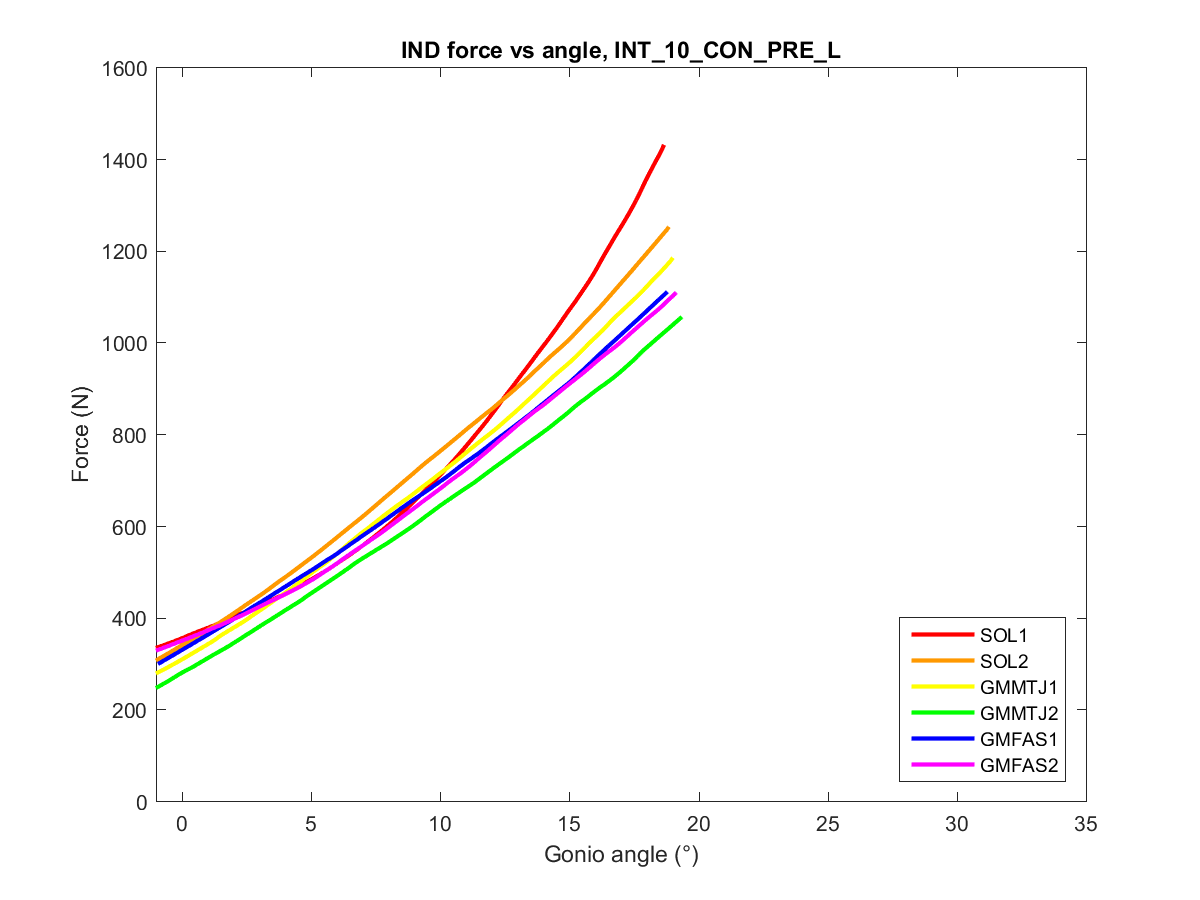 IND force vs angle, INT_10_CON_PRE_L
1600
1400
1200
1000
800
600
400
200
0
Force (N)
0 5 10 15 20 25 30 35
Gonio angle (°)
SOL1
SOL2
GMMTJ1
GMMTJ2
GMFAS1
GMFAS2